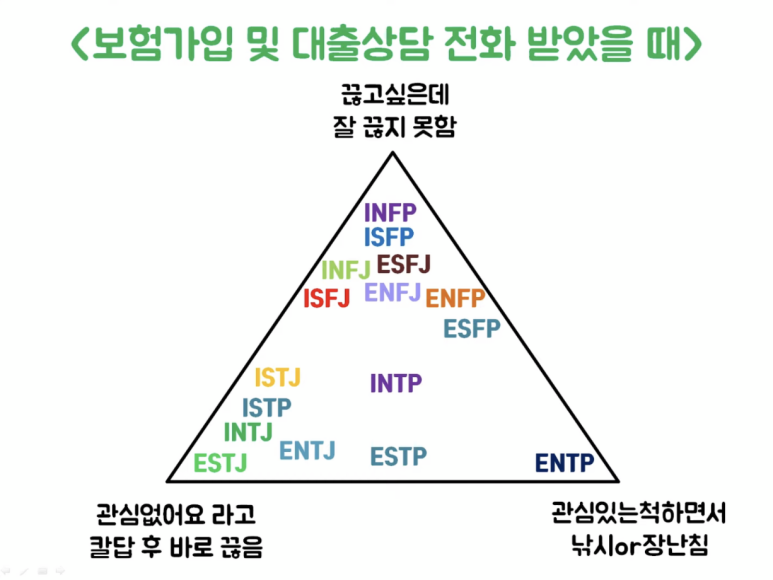 <보험가입 및 대출상담 전화 받았을 때>
끊고싶은데
잘 끊지 못함
INFP
ISFP
INFJ ESFJ
ISFJ ENFJ ENFP
ESFP
ISTJ INTP
ISTP
INTJ
ESTJ ENTJ ESTP ENTP
관심없어요 라고
칼답 후 바로 끊음
관심있는척하면서
낚시or장난침